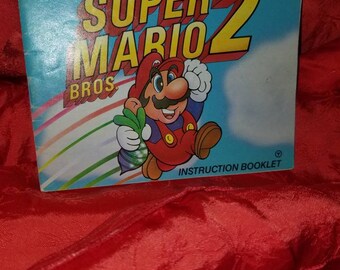 SUPER
MARIO 2
BROS.
INSTRUCTION BOOKLET